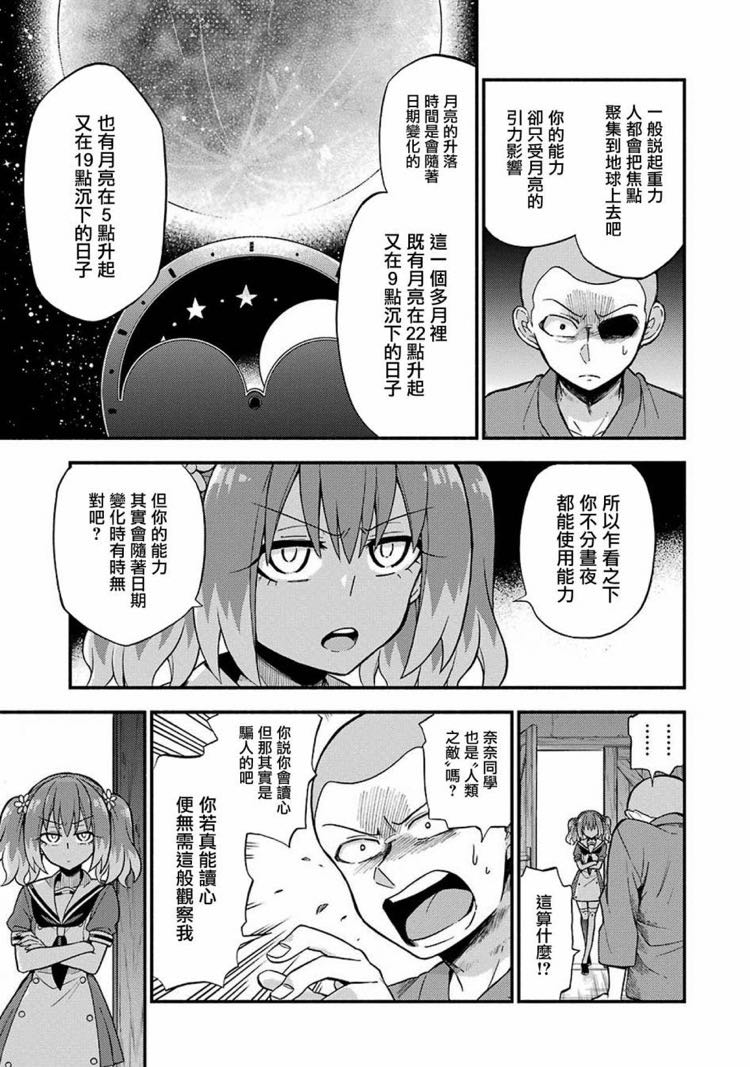 一般說起重力
人都會把焦點
聚集到地球上去吧
你的能力
卻只受月亮的
引力影響
月亮的升落
時間是會隨著
日期變化的
這一個多月裡
既有月亮在22點升起
又在9點沉下的日子
也有月亮在5點升起
又在19點沉下的日子
所以乍看之下
你不分晝夜
都能使用能力
但你的能力
其實會隨著日期
變化時有時無
對吧？
……
……
這算什麼!?
奈奈同學
也是〝人類
之敵〞嗎？
你說你會讀心
但那其實是
騙人的吧
你若真能讀心
便無需這般觀察我